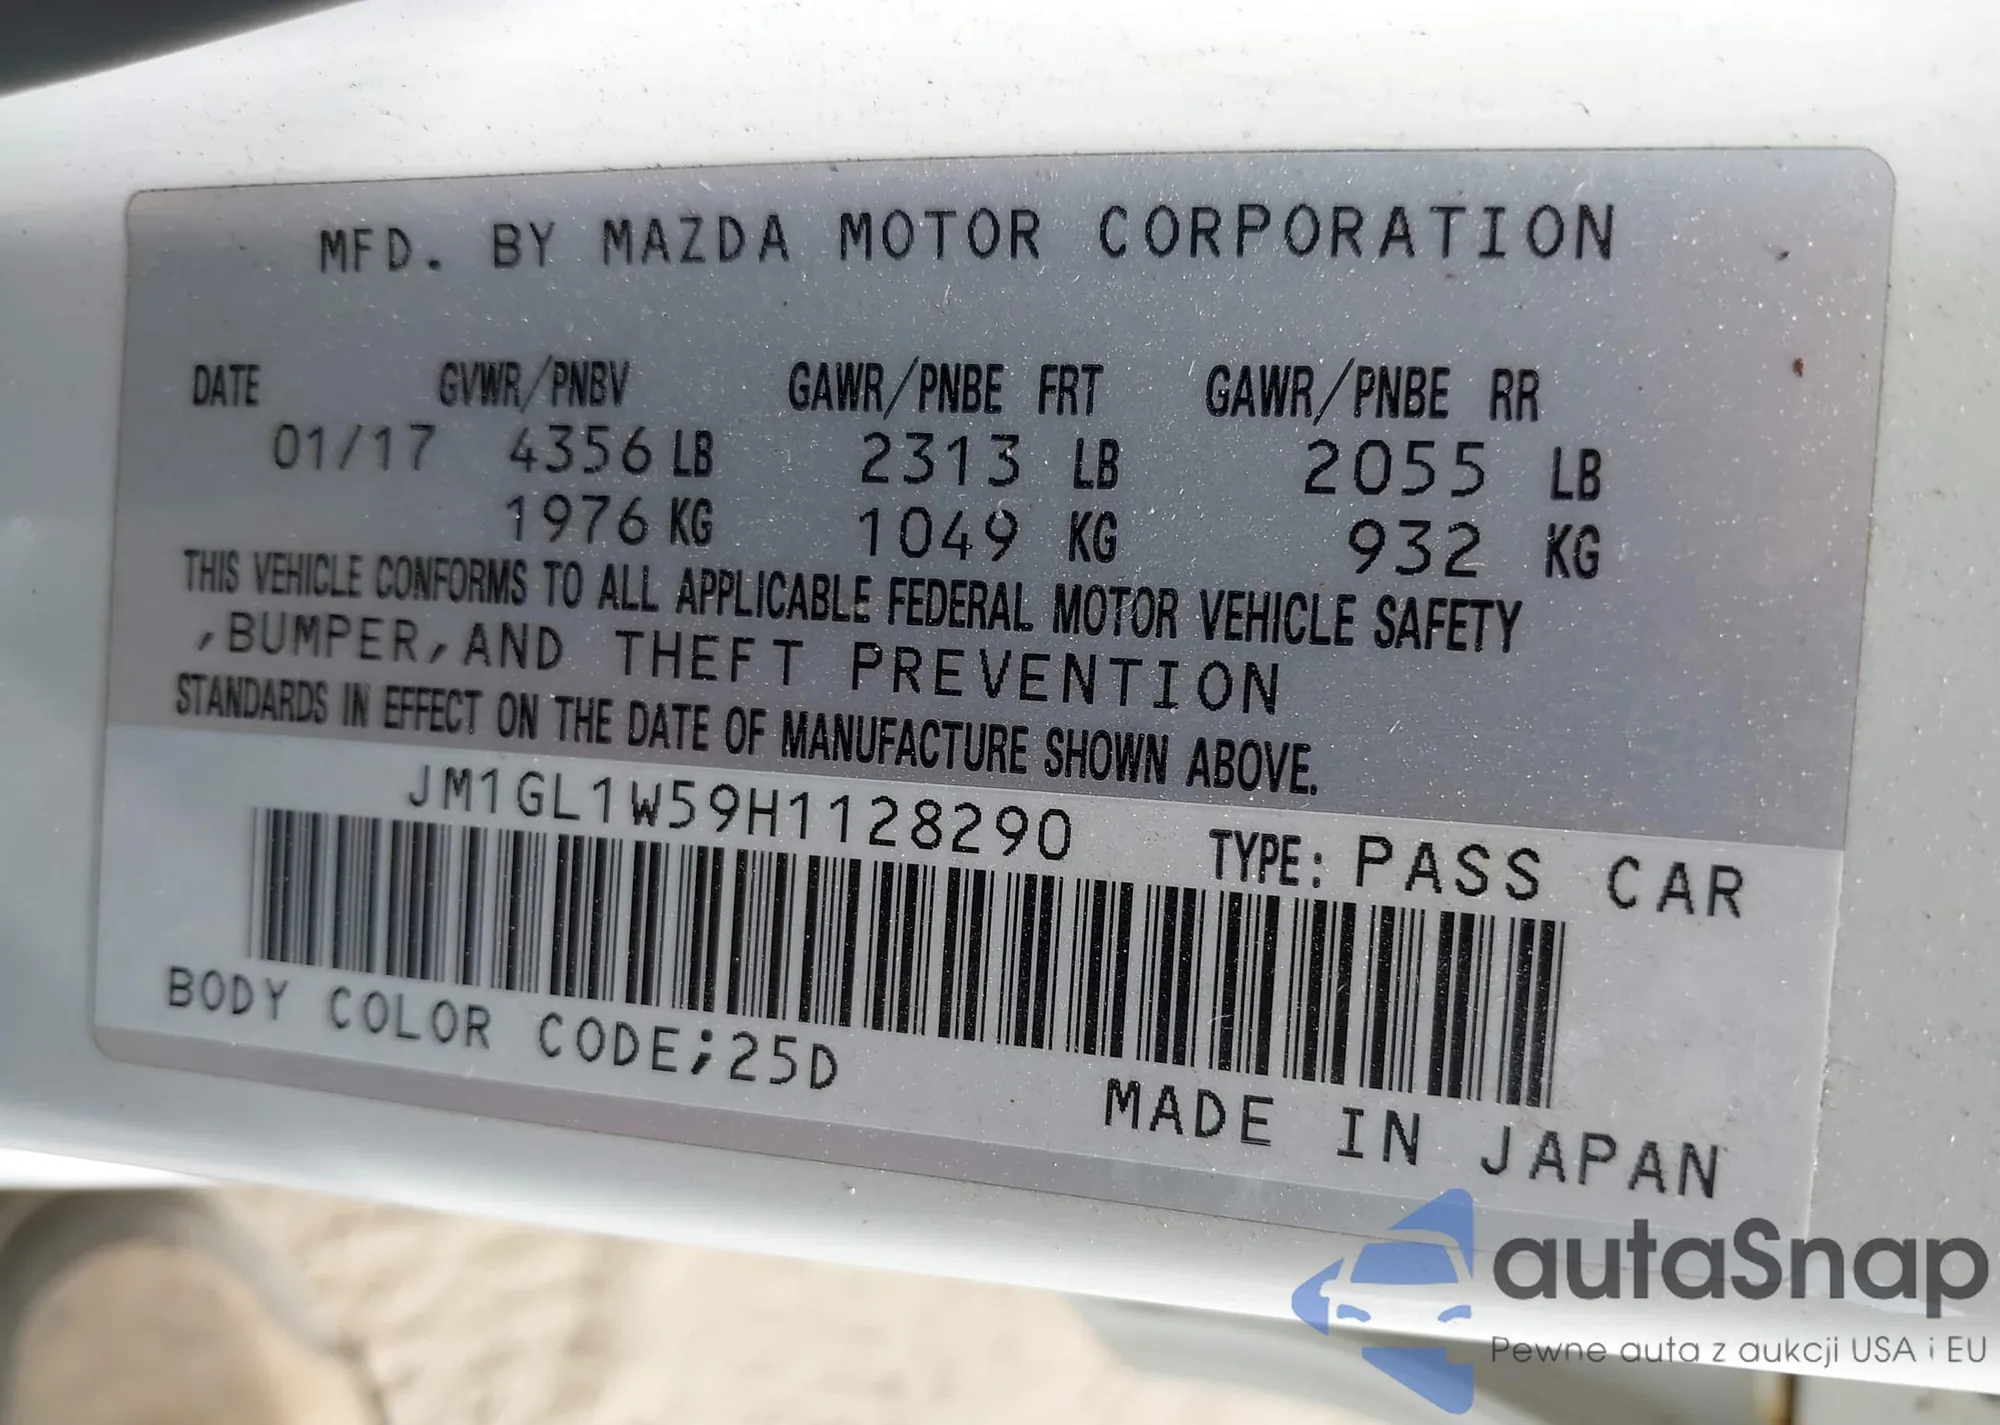 MFD. BY MAZDA MOTOR CORPORATION
DATE GVWR/PNBV GAWR/PNBE FRT GAWR/PNBE RR
01/17 4356 LB 2313 LB 2055 LB
1976 KG 1049 KG 932 KG
THIS VEHICLE CONFORMS TO ALL APPLICABLE FEDERAL MOTOR VEHICLE SAFETY
,BUMPER,AND THEFT PREVENTION
STANDARDS IN EFFECT ON THE DATE OF MANUFACTURE SHOWN ABOVE.
JM1GL1W59H1128290 TYPE: PASS CAR
BODY COLOR CODE;25D
MADE IN JAPAN
autaSnap
Pewne auta z aukcji USA i EU